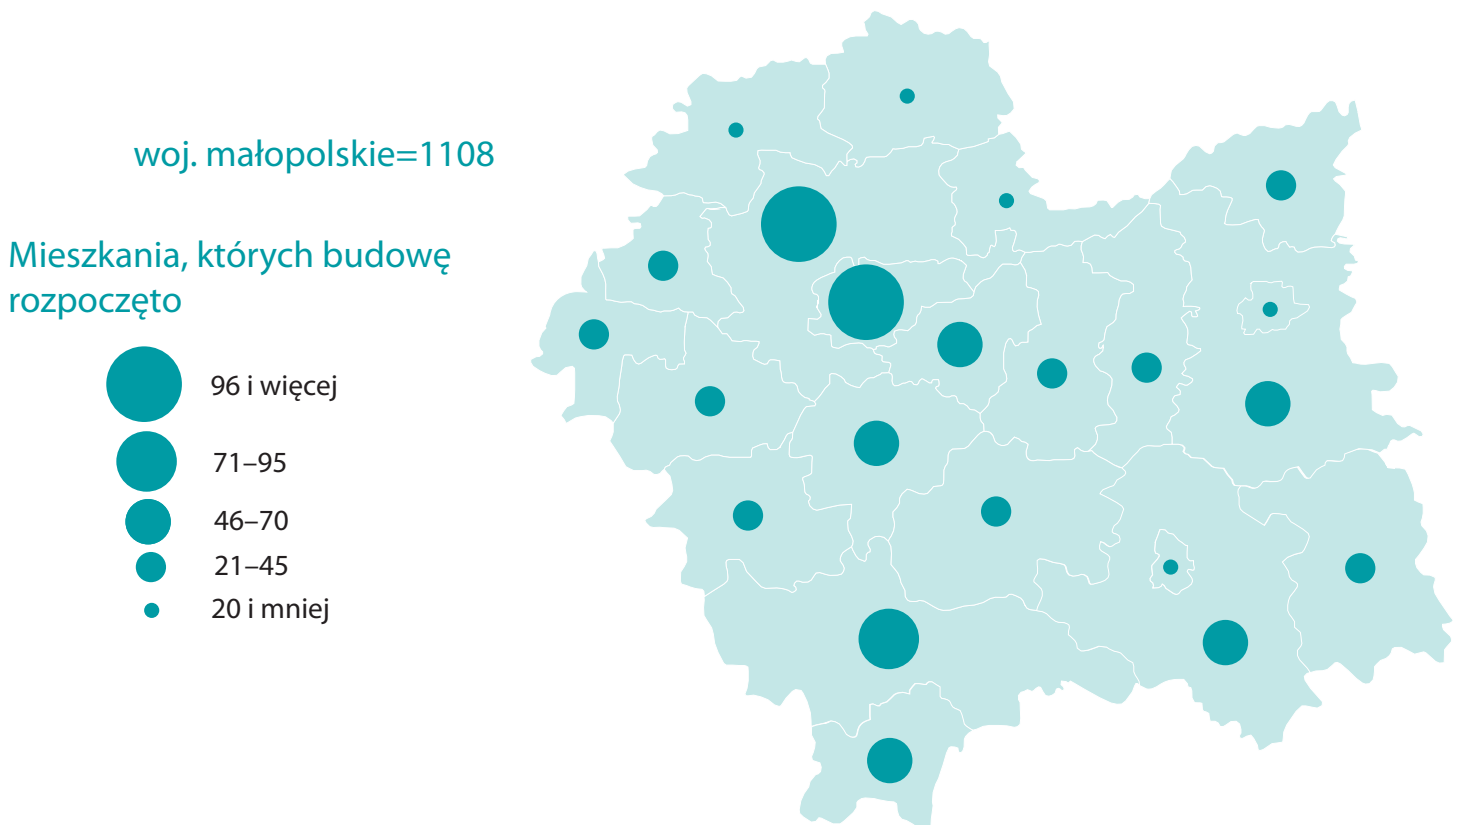 woj. małopolskie=1108
Mieszkania, których budowę
rozpoczęto
96 i więcej
71–95
46–70
21–45
20 i mniej